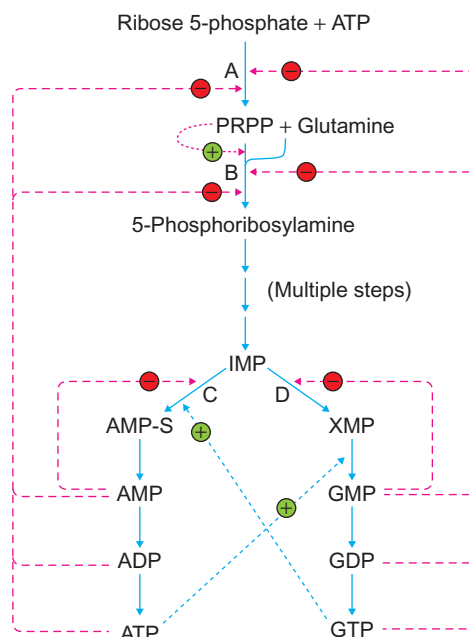 Ribose 5-phosphate + ATP
A
−
−
PRPP + Glutamine
+
B
−
−
5-Phosphoribosylamine
(Multiple steps)
IMP
−
−
C
D
AMP-S
+
XMP
AMP
+
GMP
ADP
GDP
ATP
GTP